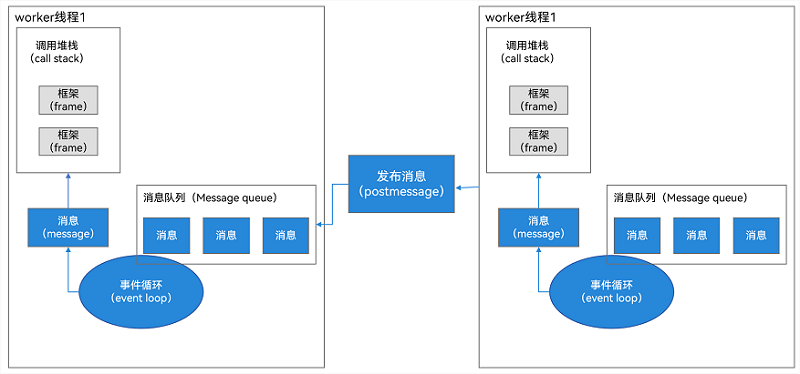 worker线程1
调用堆栈
(call stack)
框架
(frame)
框架
(frame)
消息
(message)
消息队列（Message queue）
消息
消息
消息
事件循环
(event loop)
发布消息
(postmessage)
worker线程1
调用堆栈
(call stack)
框架
(frame)
框架
(frame)
消息
(message)
消息队列（Message queue）
消息
消息
消息
事件循环
(event loop)